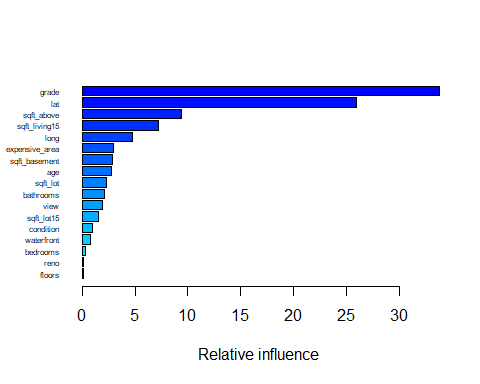 grade
lat
sqft_above
sqft_living15
long
expensive_area
sqft_basement
age
sqft_lot
bathrooms
view
sqft_lot15
condition
waterfront
bedrooms
reno
floors
0 5 10 15 20 25 30
Relative influence